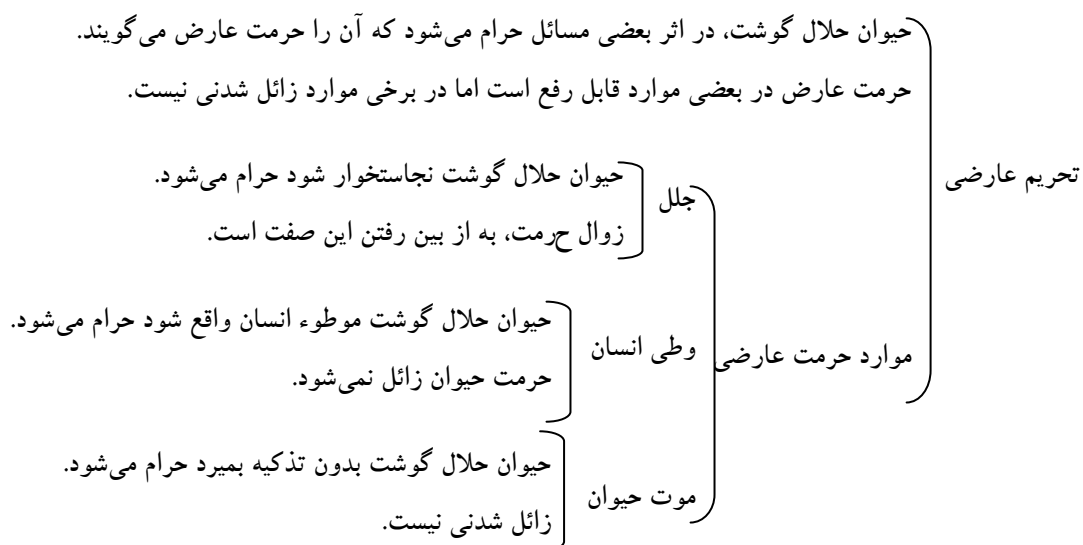 حیوان حلال گوشت، در اثر بعضی مسائل حرام می‌شود که آن را حرمت عارض می‌گویند.
حرمت عارض در بعضی موارد قابل رفع است اما در برخی موارد زائل شدنی نیست.
تحریم عارضی
حیوان حلال گوشت نجاستخوار شود حرام می‌شود.
جلل
زوال حرمت، به از بین رفتن این صفت است.
حیوان حلال گوشت موطوء انسان واقع شود حرام می‌شود.
وطی انسان
موارد حرمت عارضی
حرمت حیوان زائل نمی‌شود.
حیوان حلال گوشت بدون تذکیه بمیرد حرام می‌شود.
موت حیوان
زائل شدنی نیست.